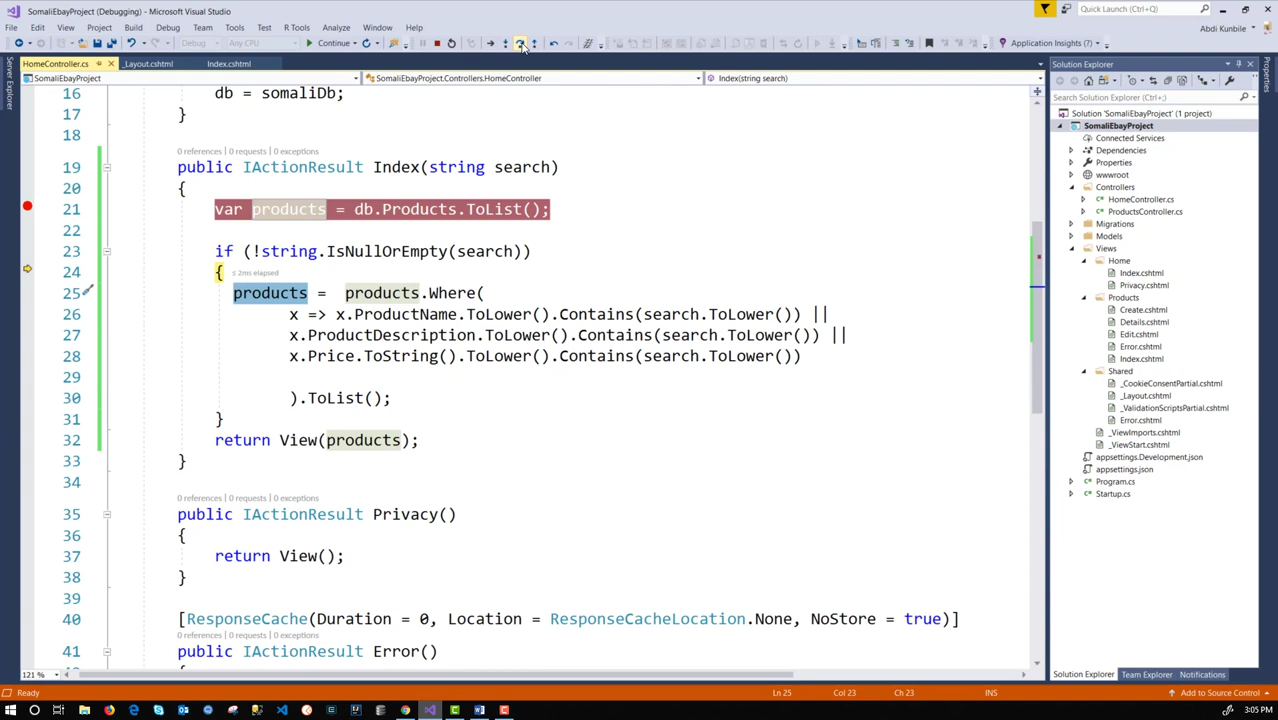 SomaliEbayProject (Debugging) - Microsoft Visual Studio
Quick Launch (Ctrl+Q)
File Edit View Project Build Debug Team Tools Test R Tools Analyze Window Help
Abdi Kunbile
Debug Any CPU Continue Application Insights (7)
HomeController.cs _Layout.cshtml Index.cshtml
SomaliEbayProject SomaliEbayProject.Controllers.HomeController Index(string search)
Server Explorer
Properties
16 db = somaliDb;
17 }
18
0 references | 0 requests | 0 exceptions
19 public IActionResult Index(string search)
20 {
21 var products = db.Products.ToList();
22
23 if (!string.IsNullOrEmpty(search))
24 { ≤ 2ms elapsed
25 products = products.Where(
26 x => x.ProductName.ToLower().Contains(search.ToLower()) ||
27 x.ProductDescription.ToLower().Contains(search.ToLower()) ||
28 x.Price.ToString().ToLower().Contains(search.ToLower())
29
30 ).ToList();
31 }
32 return View(products);
33 }
34
0 references | 0 requests | 0 exceptions
35 public IActionResult Privacy()
36 {
37 return View();
38 }
39
40 [ResponseCache(Duration = 0, Location = ResponseCacheLocation.None, NoStore = true)]
0 references | 0 requests | 0 exceptions
41 public IActionResult Error()
121 %
Solution Explorer
Search Solution Explorer (Ctrl+;)
Solution 'SomaliEbayProject' (1 project)
SomaliEbayProject
Connected Services
Dependencies
Properties
wwwroot
Controllers
HomeController.cs
ProductsController.cs
Migrations
Models
Views
Home
Index.cshtml
Privacy.cshtml
Products
Create.cshtml
Details.cshtml
Edit.cshtml
Error.cshtml
Index.cshtml
Shared
_CookieConsentPartial.cshtml
_Layout.cshtml
_ValidationScriptsPartial.cshtml
Error.cshtml
_ViewImports.cshtml
_ViewStart.cshtml
appsettings.Development.json
appsettings.json
Program.cs
Startup.cs
Solution Explorer Team Explorer Notifications
Ready Ln 25 Col 23 Ch 23 INS Add to Source Control
3:05 PM